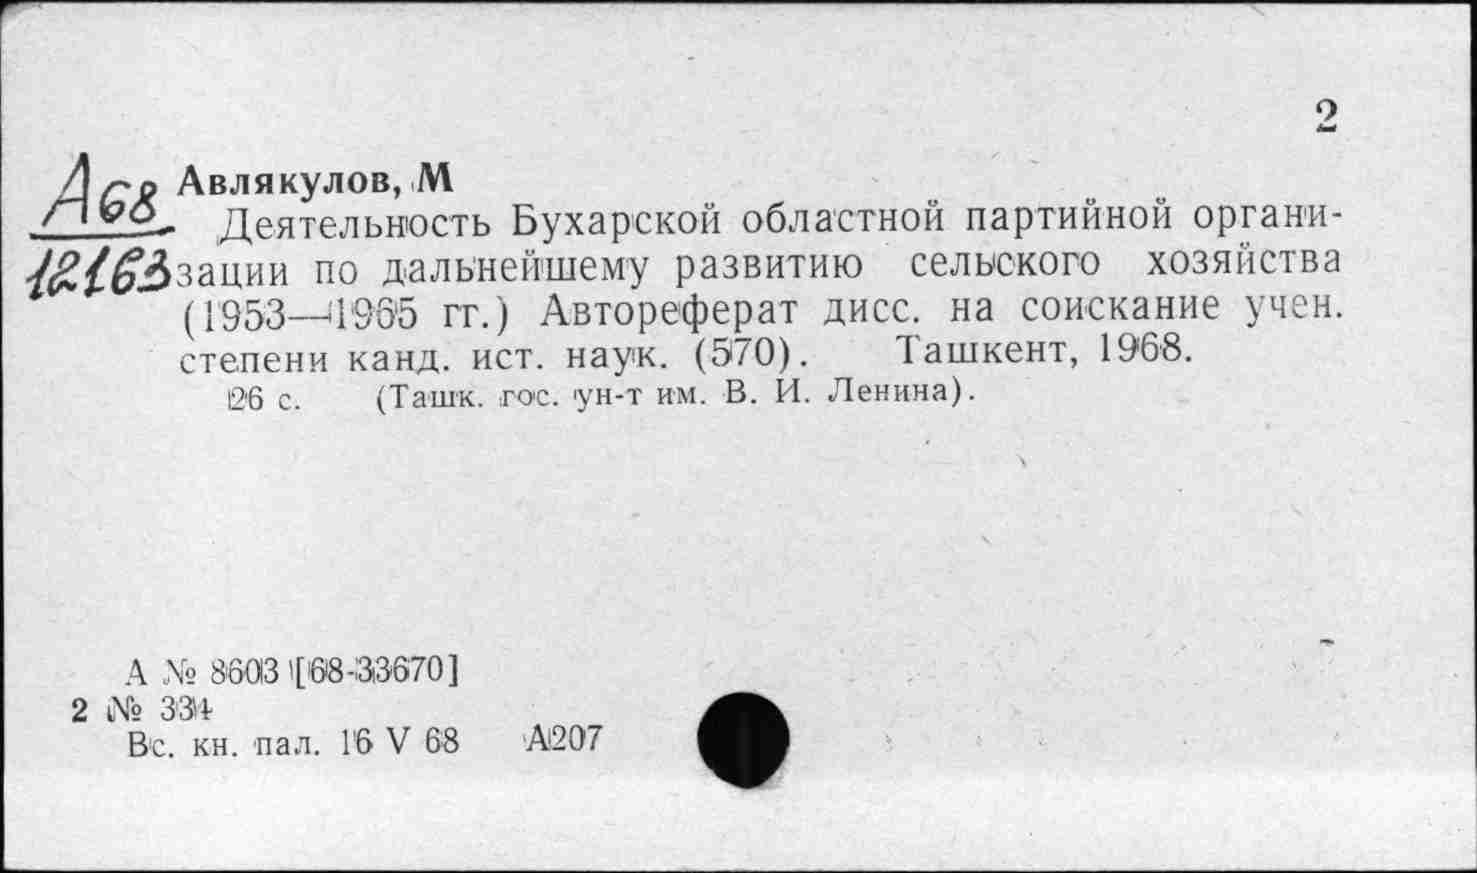 2
А68
12163
Авлякулов, М
Деятельность Бухарской областной партийной органи-
зации по дальнейшему развитию сельского хозяйства
(1953—1965 гг.) Автореферат дисс. на соискание учен.
степени канд. ист. наук. (570). Ташкент, 1968.
26 с. (Ташк. гос. ун-т им. В. И. Ленина).
А № 8603 [68-33670]
2 № 334
Вс. кн. пал. 16 V 68 А207